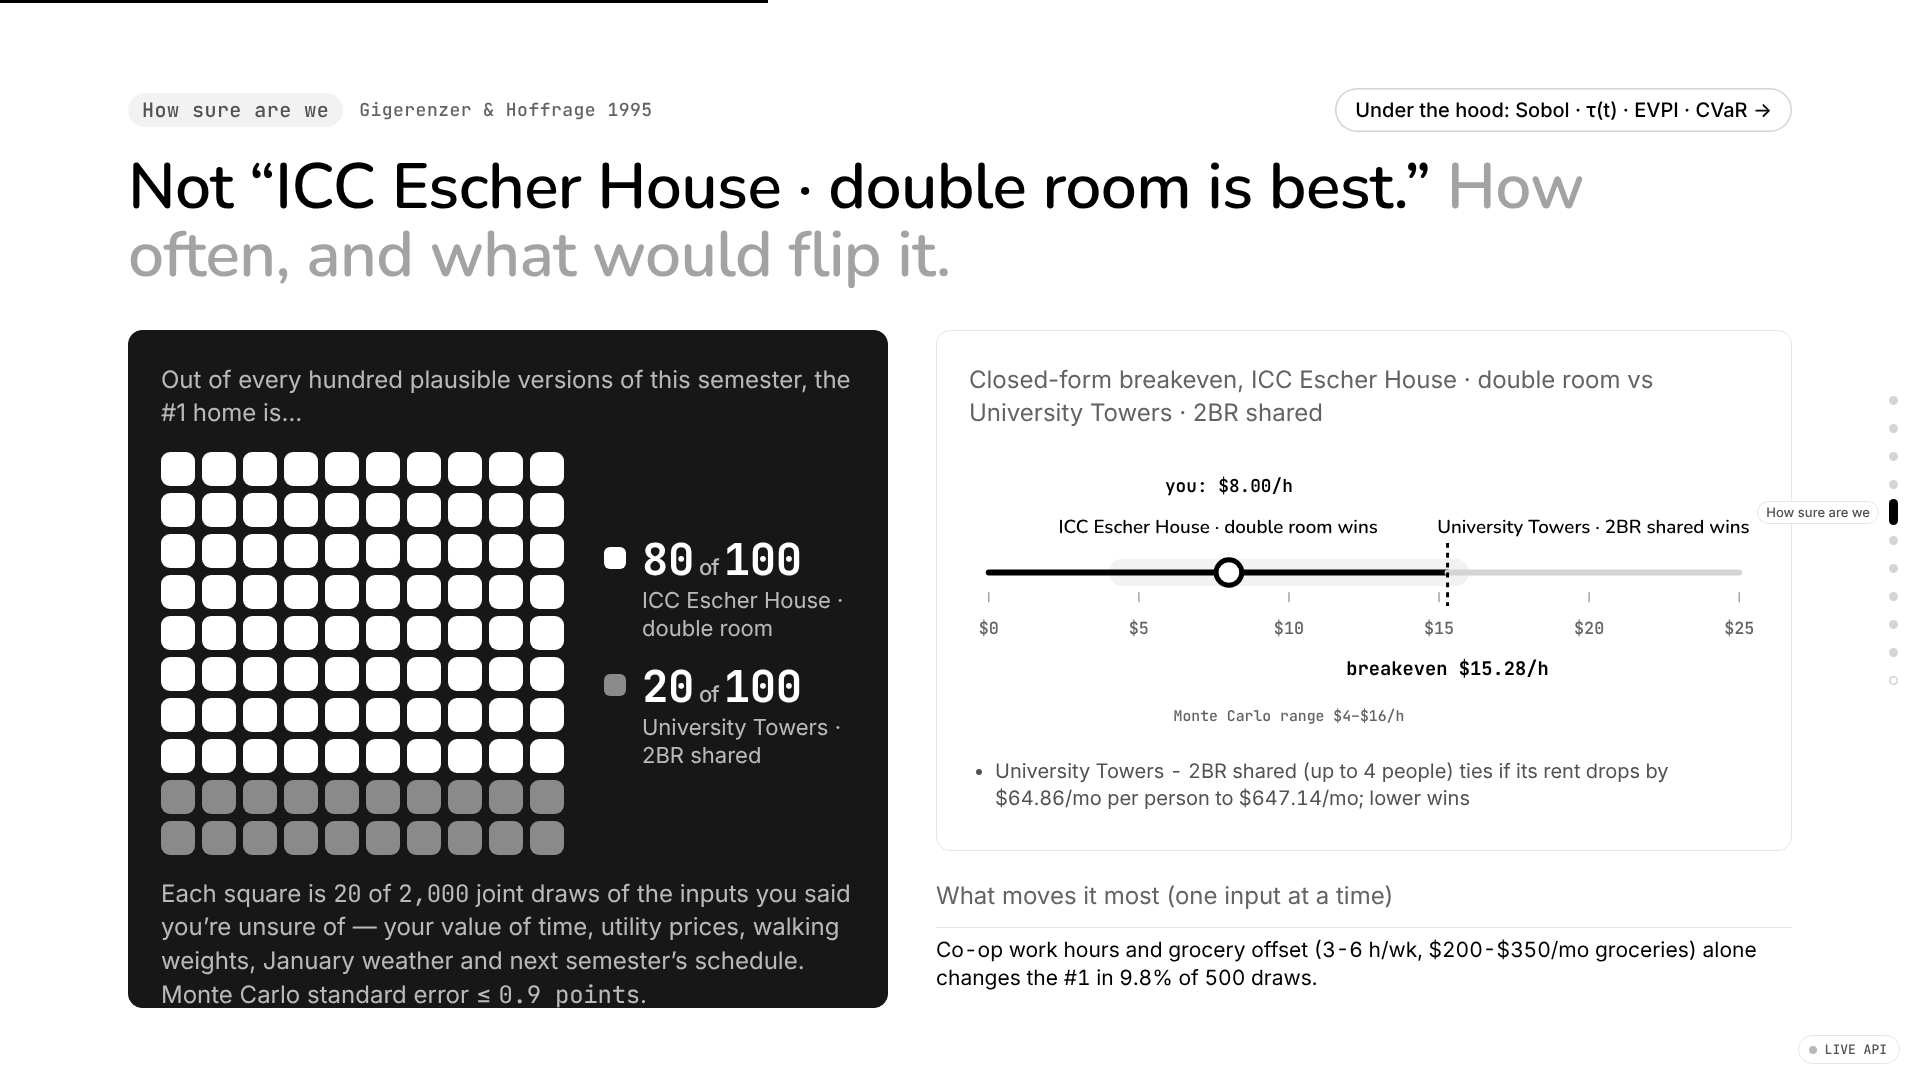 How sure are we
Gigerenzer & Hoffrage 1995
Under the hood: Sobol · τ(t) · EVPI · CVaR →
Not “ICC Escher House · double room is best.” How
often, and what would flip it.
Out of every hundred plausible versions of this semester, the
#1 home is...
80 of 100
ICC Escher House ·
double room
20 of 100
University Towers ·
2BR shared
Each square is 20 of 2,000 joint draws of the inputs you said
you’re unsure of — your value of time, utility prices, walking
weights, January weather and next semester’s schedule.
Monte Carlo standard error ≤ 0.9 points.
Closed-form breakeven, ICC Escher House · double room vs
University Towers · 2BR shared
you: $8.00/h
ICC Escher House · double room wins
University Towers · 2BR shared wins
$0 $5 $10 $15 $20 $25
breakeven $15.28/h
Monte Carlo range $4–$16/h
• University Towers - 2BR shared (up to 4 people) ties if its rent drops by
$64.86/mo per person to $647.14/mo; lower wins
What moves it most (one input at a time)
Co-op work hours and grocery offset (3-6 h/wk, $200-$350/mo groceries) alone
changes the #1 in 9.8% of 500 draws.
How sure are we
LIVE API